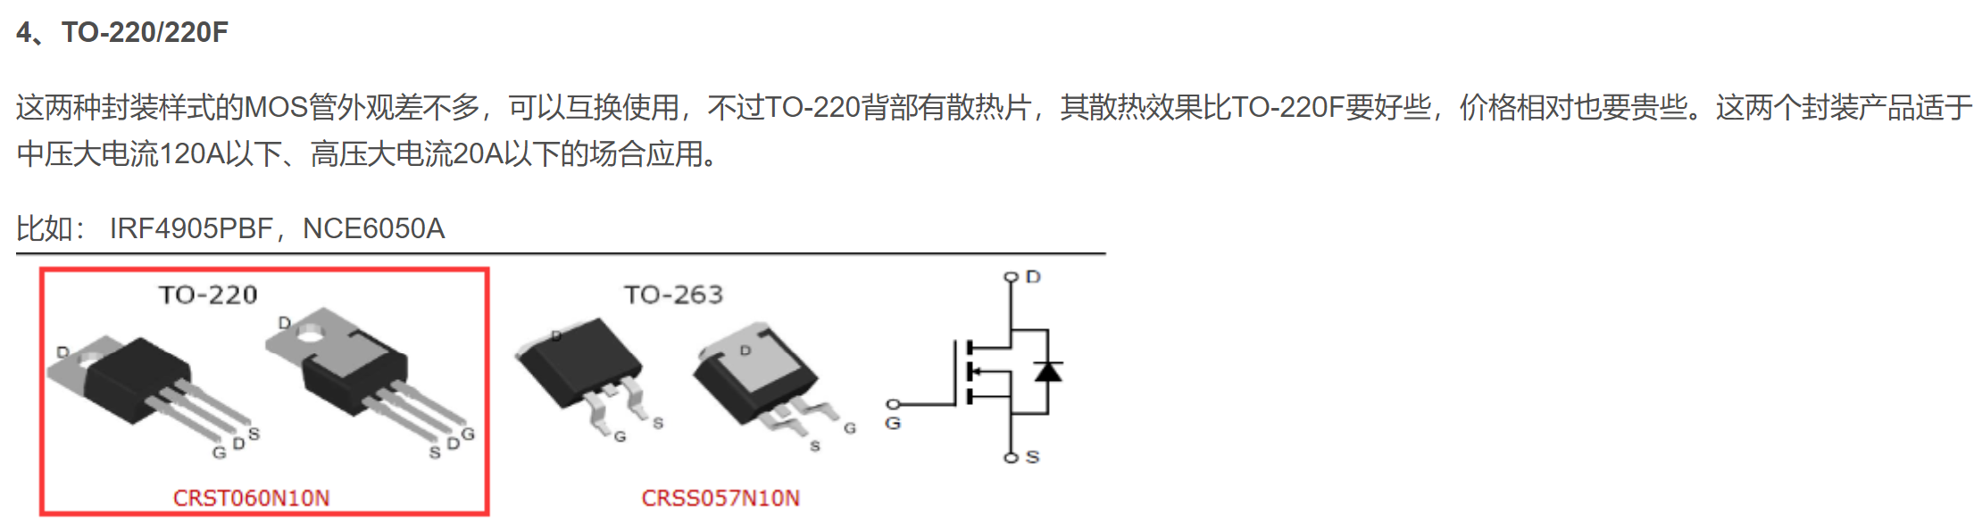 4、TO-220/220F
这两种封装样式的MOS管外观差不多，可以互换使用，不过TO-220背部有散热片，其散热效果比TO-220F要好些，价格相对也要贵些。这两个封装产品适于
中压大电流120A以下、高压大电流20A以下的场合应用。
比如： IRF4905PBF，NCE6050A
TO-220
D
D
G D S
S D G
CRST060N10N
TO-263
D
D
G S
S G
CRSS057N10N
D
G
S